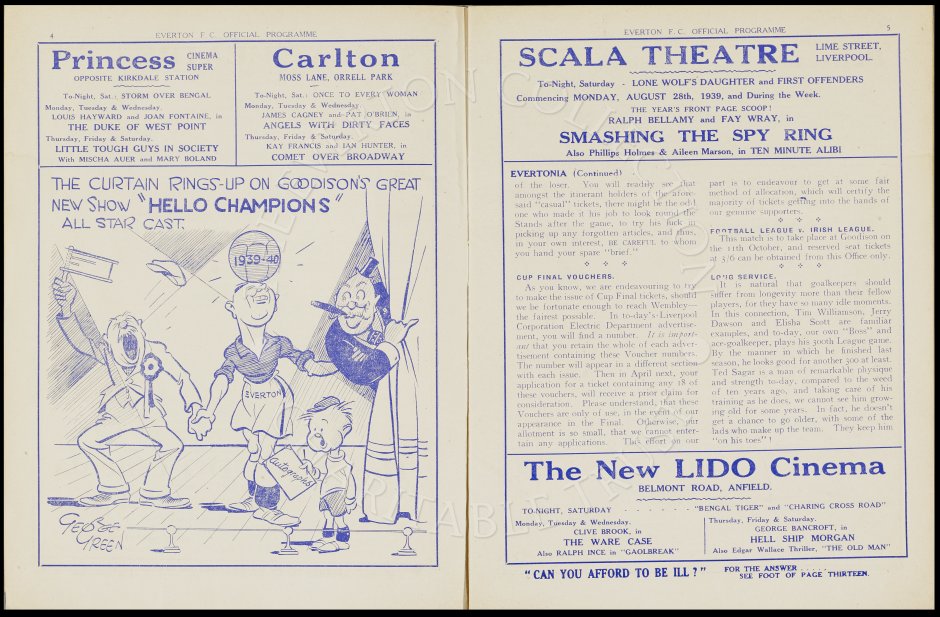 4
EVERTON F C OFFICIAL PROGRAMME
Princess CINEMA SUPER
OPPOSITE KIRKDALE STATION
To-Night, Sat.: STORM OVER BENGAL
Monday, Tuesday & Wednesday.
LOUIS HAYWARD and JOAN FONTAINE, in
THE DUKE OF WEST POINT
Thursday, Friday & Saturday.
LITTLE TOUGH GUYS IN SOCIETY
With MISCHA AUER and MARY BOLAND
Carlton
MOSS LANE, ORRELL PARK
To-Night, Sat.: ONCE TO EVERY WOMAN
Monday, Tuesday & Wednesday.
JAMES CAGNEY and PAT O'BRIEN, in
ANGELS WITH DIRTY FACES
Thursday, Friday & Saturday.
KAY FRANCIS and IAN HUNTER, in
COMET OVER BROADWAY
THE CURTAIN RINGS-UP ON GOODISON'S GREAT
NEW SHOW "HELLO CHAMPIONS"
ALL STAR CAST.
1939-40
EVERTON
Autographs
GEORGE GREEN
EVERTON F. C. OFFICIAL PROGRAMME
5
SCALA THEATRE LIME STREET, LIVERPOOL.
To-Night, Saturday - LONE WOLF'S DAUGHTER and FIRST OFFENDERS
Commencing MONDAY, AUGUST 28th, 1939, and During the Week.
THE YEAR'S FRONT PAGE SCOOP!
RALPH BELLAMY and FAY WRAY, in
SMASHING THE SPY RING
Also Phillips Holmes & Aileen Marson, in TEN MINUTE ALIBI
EVERTONIA (Continued)
of the loser. You will readily see that
amongst the itinerant holders of the afore-
said "casual" tickets, there might be the odd
one who made it his job to look round the
Stands after the game, to try his luck in
picking up any forgotten articles, and thus,
in your own interest, BE CAREFUL to whom
you hand your spare "brief."
CUP FINAL VOUCHERS.
As you know, we are endeavouring to try
to make the issue of Cup Final tickets, should
we be fortunate enough to reach Wembley—
the fairest possible. In to-day's Liverpool
Corporation Electric Department advertise-
ment, you will find a number. It is import-
ant that you retain the whole of each adver-
tisement containing these Voucher numbers.
The number will appear in a different section
with each issue. Then in April next, your
application for a ticket containing any 18 of
these vouchers, will receive a prior claim for
consideration. Please understand, that these
Vouchers are only of use, in the event of our
appearance in the Final. Otherwise, our
allotment is so small, that we cannot enter-
tain any applications. This effort on our
part is to endeavour to get at some fair
method of allocation, which will certify the
majority of tickets getting into the hands of
our genuine supporters.
FOOTBALL LEAGUE v. IRISH LEAGUE.
This match is to take place at Goodison on
the 11th October, and reserved seat tickets
at 3/6 can be obtained from this Office only.
LONG SERVICE.
It is natural that goalkeepers should
suffer from longevity more than their fellow
players, for they have so many idle moments.
In this connection, Tim Williamson, Jerry
Dawson and Elisha Scott are familiar
examples, and to-day, our own "Boss" and
ace-goalkeeper, plays his 300th League game.
By the manner in which he finished last
season, he looks good for another 300 at least.
Ted Sagar is a man of remarkable physique
and strength to-day, compared to the weed
of ten years ago, and taking care of his
training as he does, we cannot see him grow-
ing old for some years. In fact, he doesn't
get a chance to go older, with some of the
lads who make up the team. They keep him
"on his toes"!
The New LIDO Cinema
BELMONT ROAD, ANFIELD.
TO-NIGHT, SATURDAY . . . . . . . "BENGAL TIGER" and "CHARING CROSS ROAD"
Monday, Tuesday & Wednesday.
CLIVE BROOK, in
THE WARE CASE
Also RALPH INCE in "GAOLBREAK"
Thursday, Friday & Saturday.
GEORGE BANCROFT, in
HELL SHIP MORGAN
Also Edgar Wallace Thriller, "THE OLD MAN"
"CAN YOU AFFORD TO BE ILL?"
FOR THE ANSWER . . . . .
SEE FOOT OF PAGE THIRTEEN.